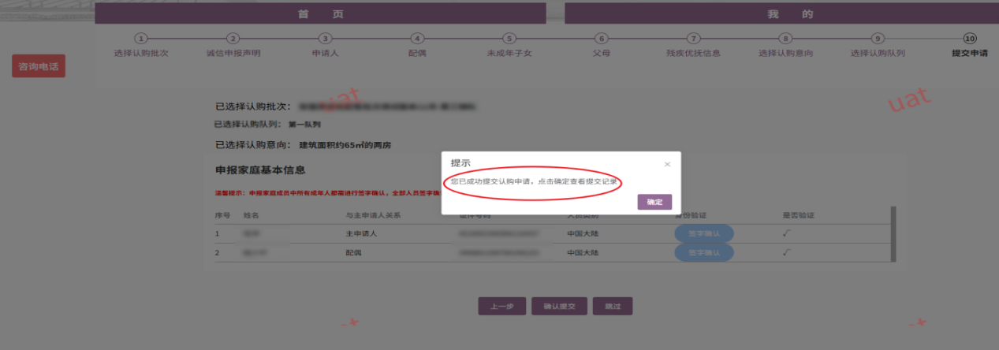 首 页
我 的
1 2 3 4 5 6 7 8 9 10
选择认购批次 诚信申报声明 申请人 配偶 未成年子女 父母 残疾优抚信息 选择认购意向 选择认购队列 提交申请
咨询电话
uat
uat
已选择认购批次：
已选择认购队列： 第一队列
已选择认购意向： 建筑面积约65㎡的两房
提示 ×
申报家庭基本信息
您已成功提交认购申请，点击确定查看提交记录
温馨提示：申报家庭成员中所有成年人都需进行签字确认，全部人员签字确
确定
序号 姓名 与主申请人关系 证件号码 人员类别 身份验证 是否验证
1 主申请人 中国大陆 签字确认 √
2 配偶 中国大陆 签字确认 √
上一步 确认提交 跳过